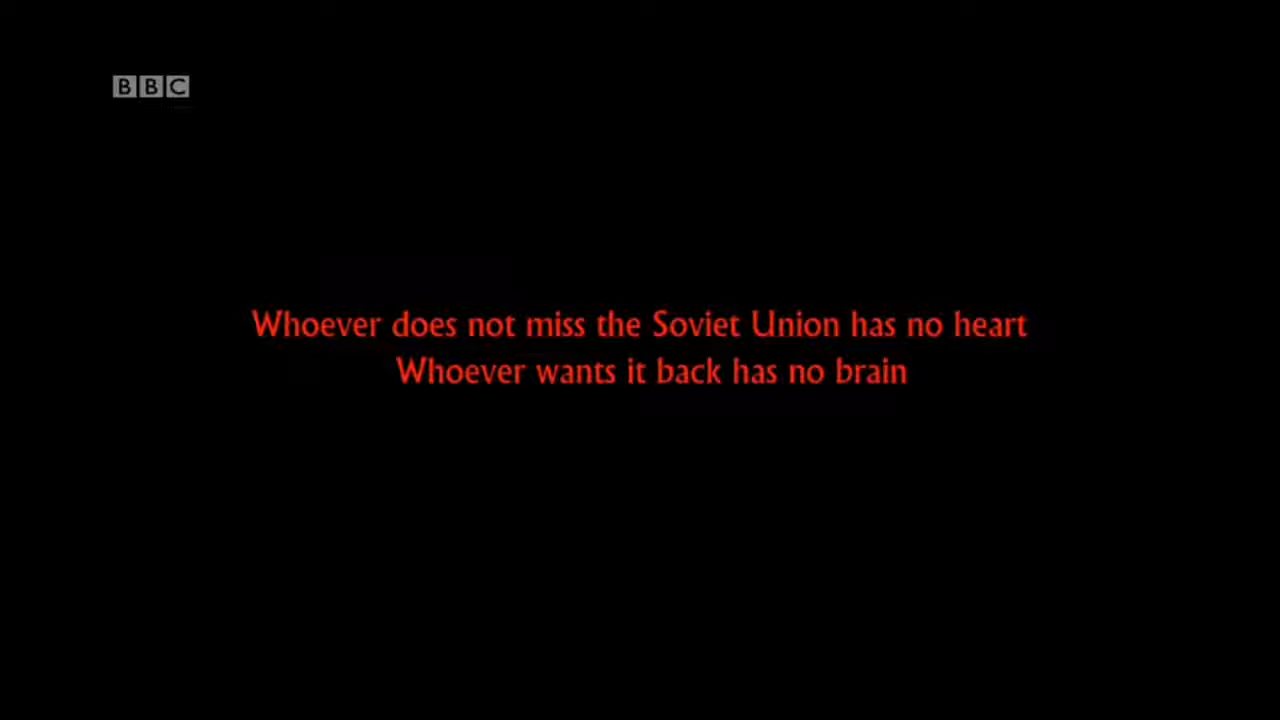 BBC
Whoever does not miss the Soviet Union has no heart
Whoever wants it back has no brain